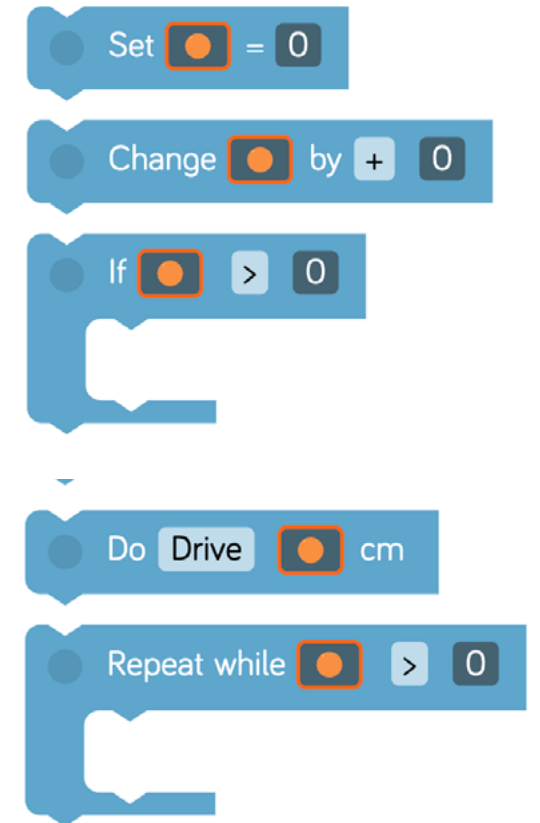 Set = 0
Change by + 0
If > 0
Do Drive cm
Repeat while > 0